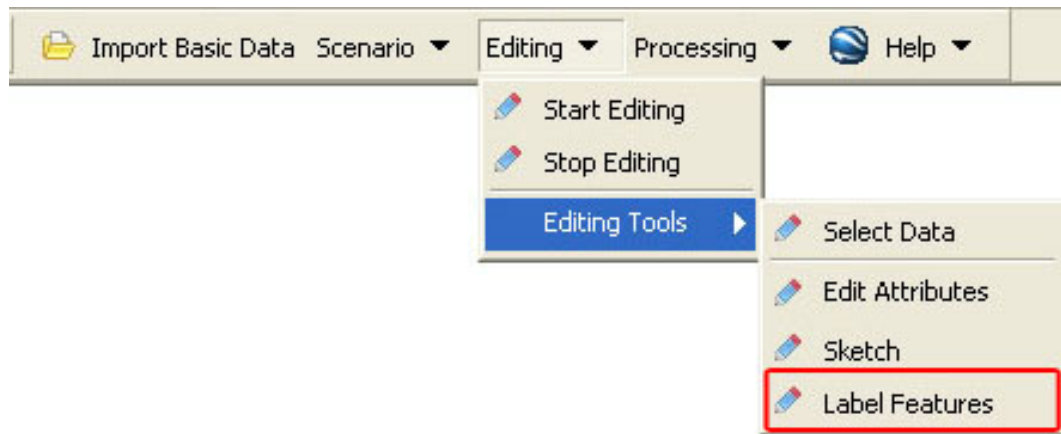 Import Basic Data Scenario Editing Processing Help
Start Editing
Stop Editing
Editing Tools
Select Data
Edit Attributes
Sketch
Label Features